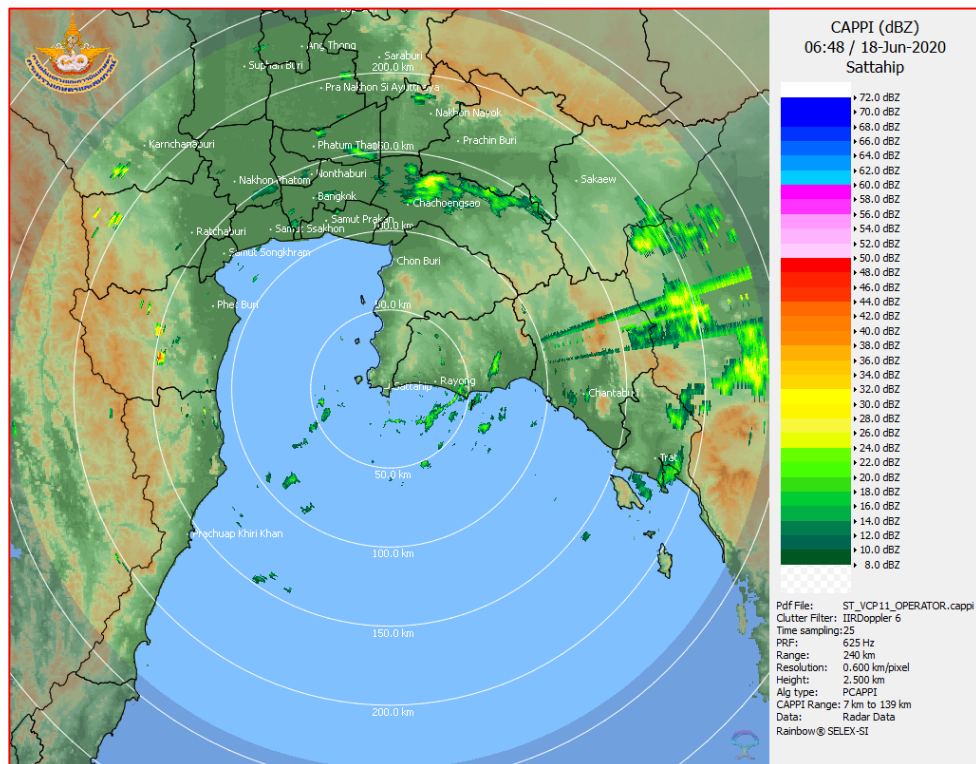 CAPPI (dBZ)
06:48 / 18-Jun-2020
Sattahip
72.0 dBZ
70.0 dBZ
68.0 dBZ
66.0 dBZ
64.0 dBZ
62.0 dBZ
60.0 dBZ
58.0 dBZ
56.0 dBZ
54.0 dBZ
52.0 dBZ
50.0 dBZ
48.0 dBZ
46.0 dBZ
44.0 dBZ
42.0 dBZ
40.0 dBZ
38.0 dBZ
36.0 dBZ
34.0 dBZ
32.0 dBZ
30.0 dBZ
28.0 dBZ
26.0 dBZ
24.0 dBZ
22.0 dBZ
20.0 dBZ
18.0 dBZ
16.0 dBZ
14.0 dBZ
12.0 dBZ
10.0 dBZ
8.0 dBZ
Pdf File: ST_VCP11_OPERATOR.cappi
Clutter Filter: IIRDoppler 6
Time sampling:25
PRF: 625 Hz
Range: 240 km
Resolution: 0.600 km/pixel
Height: 2.500 km
Alg type: PCAPPI
CAPPI Range: 7 km to 139 km
Data: Radar Data
Rainbow® SELEX-SI
Ang Thong
Saraburi
Suphan Buri
200.0 km
Pra Nakhon Si Ayutthaya
Nakhon Nayok
Karnchanaburi
Phatum Thani
150.0 km
Prachin Buri
Nakhon Phatom
Nonthaburi
Sakaew
Bangkok
Chachoengsao
Samut Prakan
Ratchaburi
Samut Ssakhon
100.0 km
Samut Songkhram
Chon Buri
Phet Buri
50.0 km
Sattahip
Rayong
Chantaburi
Trat
50.0 km
Prachuap Khiri Khan
100.0 km
150.0 km
200.0 km